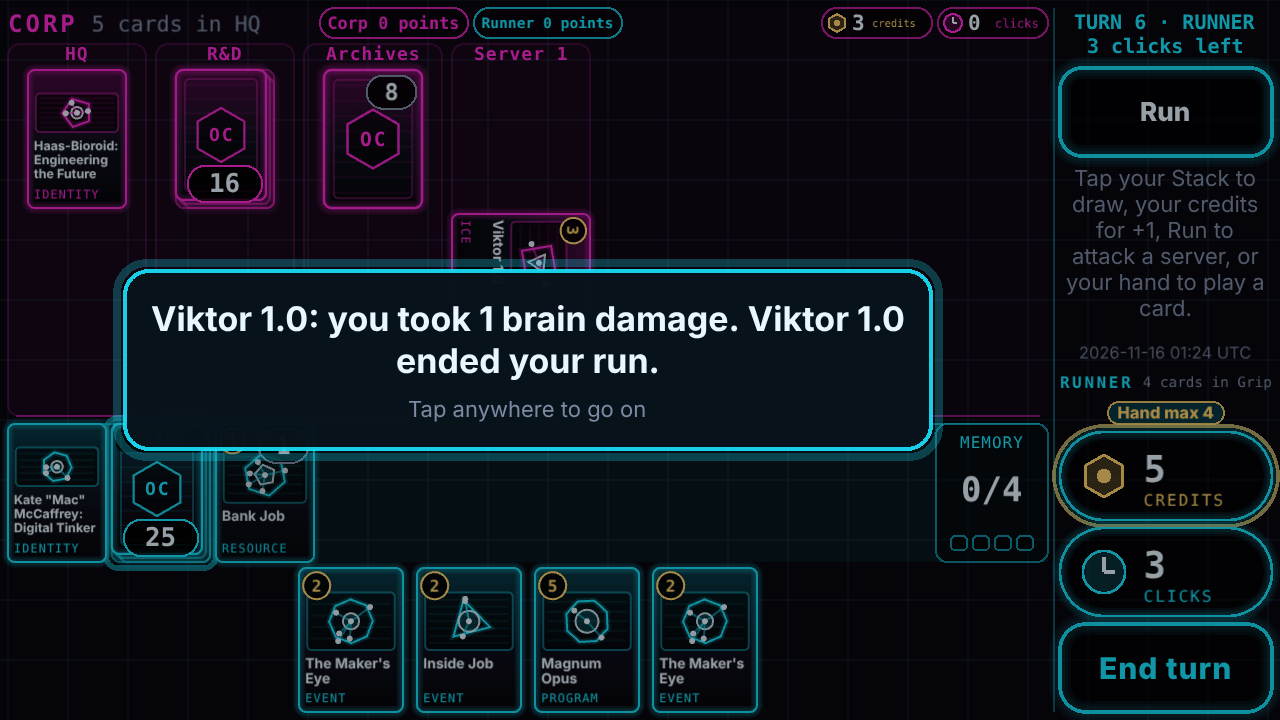 CORP 5 cards in HQ
Corp 0 points
Runner 0 points
3 credits
0 clicks
TURN 6 · RUNNER
3 clicks left
HQ
R&D
Archives
Server 1
Haas-Bioroid:
Engineering
the Future
IDENTITY
OC
16
8
OC
ICE
3
Run
Tap your Stack to
draw, your credits
for +1, Run to
attack a server, or
your hand to play a
card.
2026-11-16 01:24 UTC
RUNNER 4 cards in Grip
Hand max 4
Viktor 1.0: you took 1 brain damage. Viktor 1.0
ended your run.
Tap anywhere to go on
Kate "Mac"
McCaffrey:
Digital Tinker
IDENTITY
OC
25
Bank Job
RESOURCE
MEMORY
0/4
5
CREDITS
3
CLICKS
End turn
2
The Maker's
Eye
EVENT
2
Inside Job
EVENT
5
Magnum
Opus
PROGRAM
2
The Maker's
Eye
EVENT